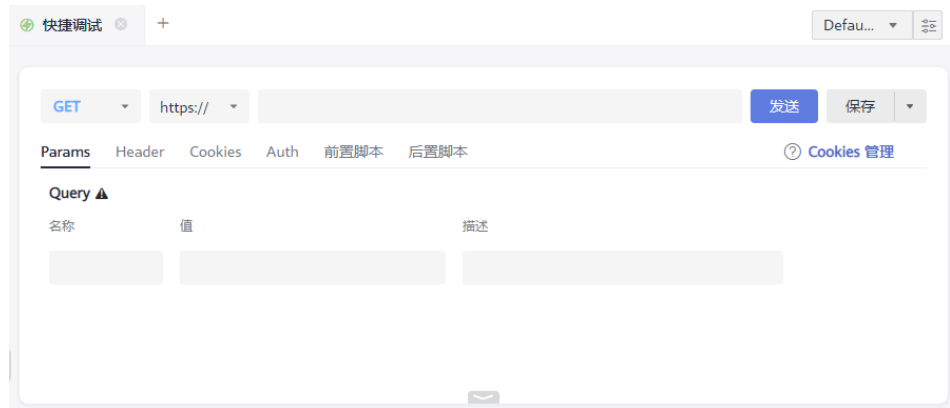 快捷调试
Defau...
GET https:// 发送 保存
Params Header Cookies Auth 前置脚本 后置脚本 Cookies 管理
Query
名称 值 描述